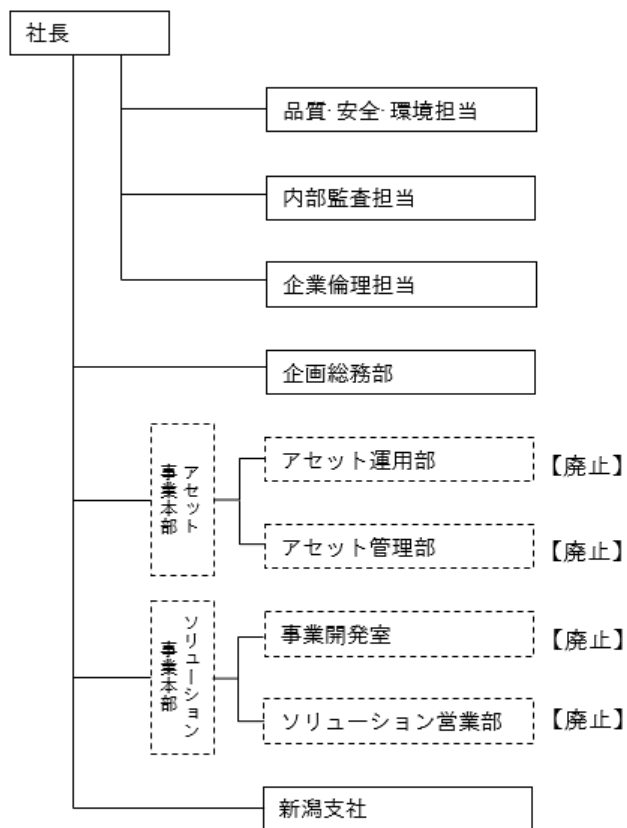 社長
品質・安全・環境担当
内部監査担当
企業倫理担当
企画総務部
アセット
事業本部
アセット運用部
【廃止】
アセット管理部
【廃止】
ソリューション
事業本部
事業開発室
【廃止】
ソリューション営業部
【廃止】
新潟支社